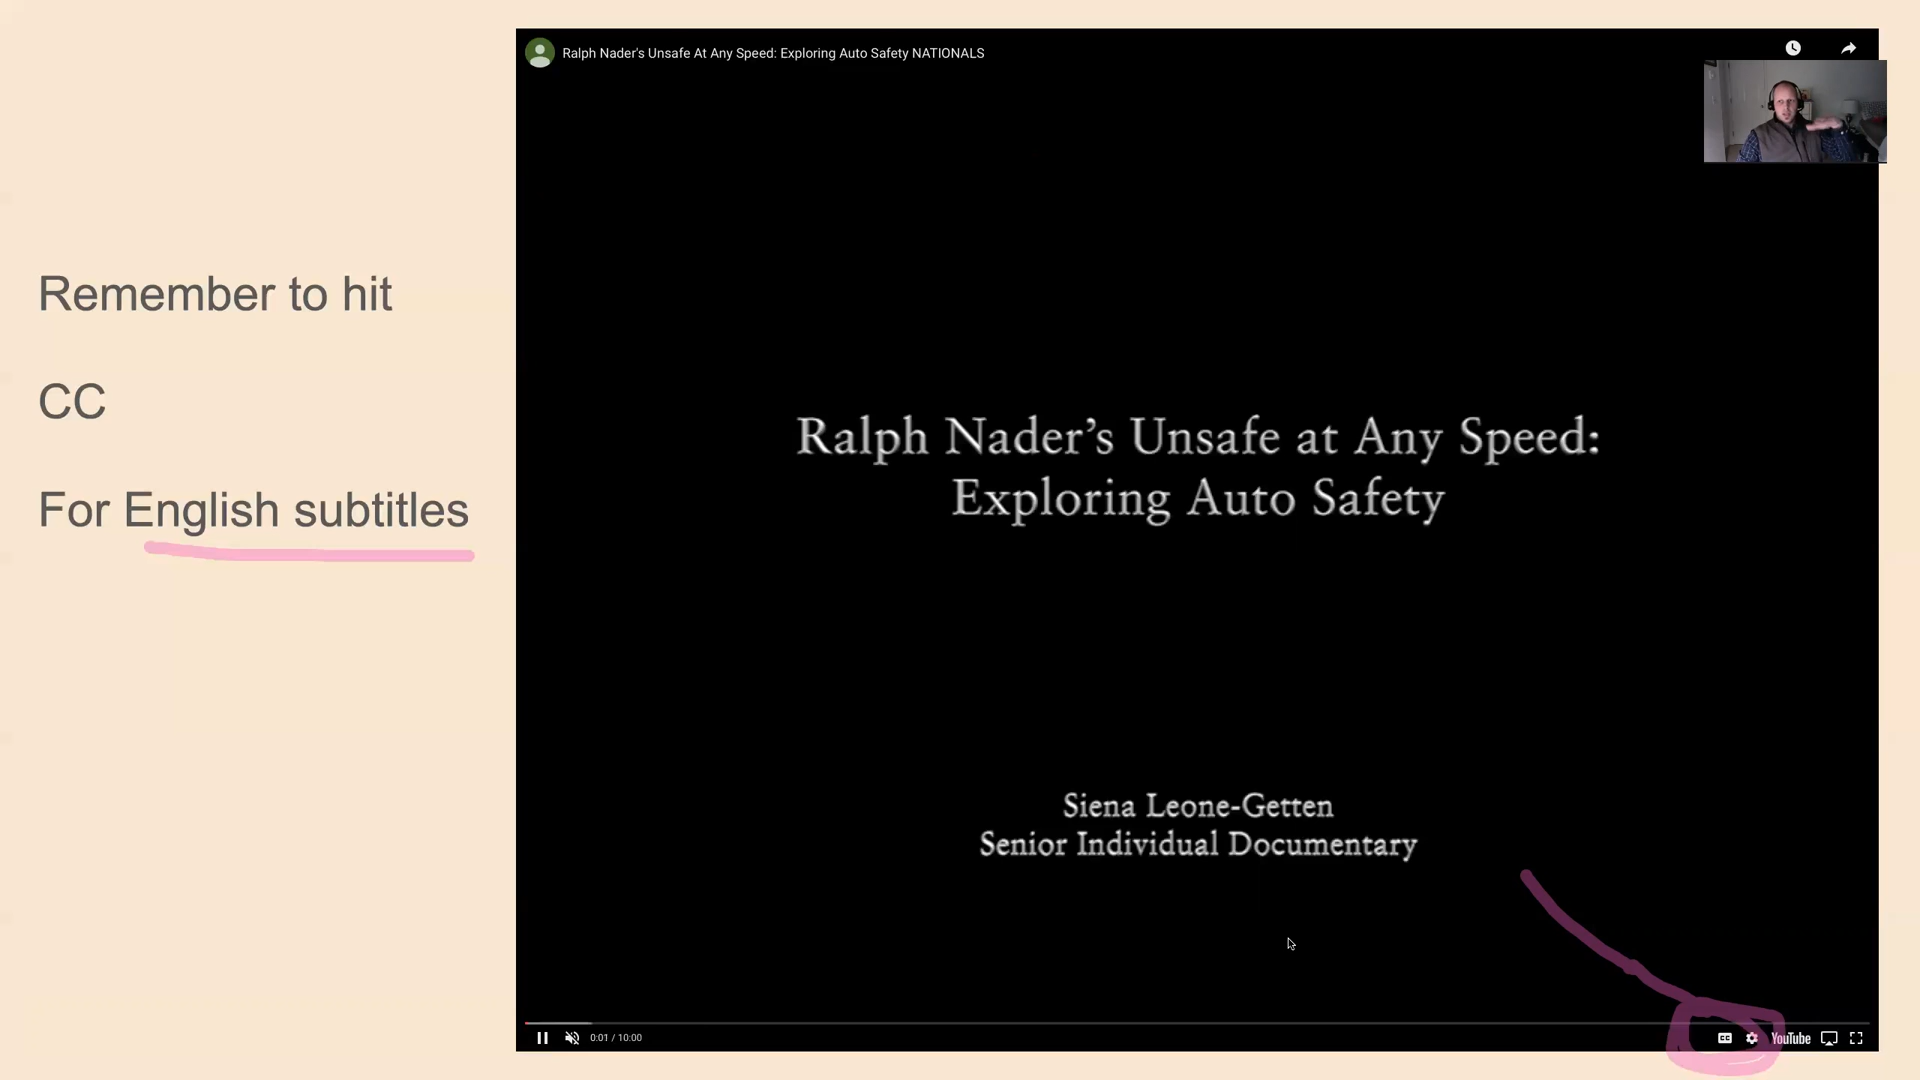 Ralph Nader's Unsafe At Any Speed: Exploring Auto Safety NATIONALS
Remember to hit
CC
For English subtitles
Ralph Nader’s Unsafe at Any Speed:
Exploring Auto Safety
Siena Leone-Getten
Senior Individual Documentary
0:01 / 10:00
CC
YouTube